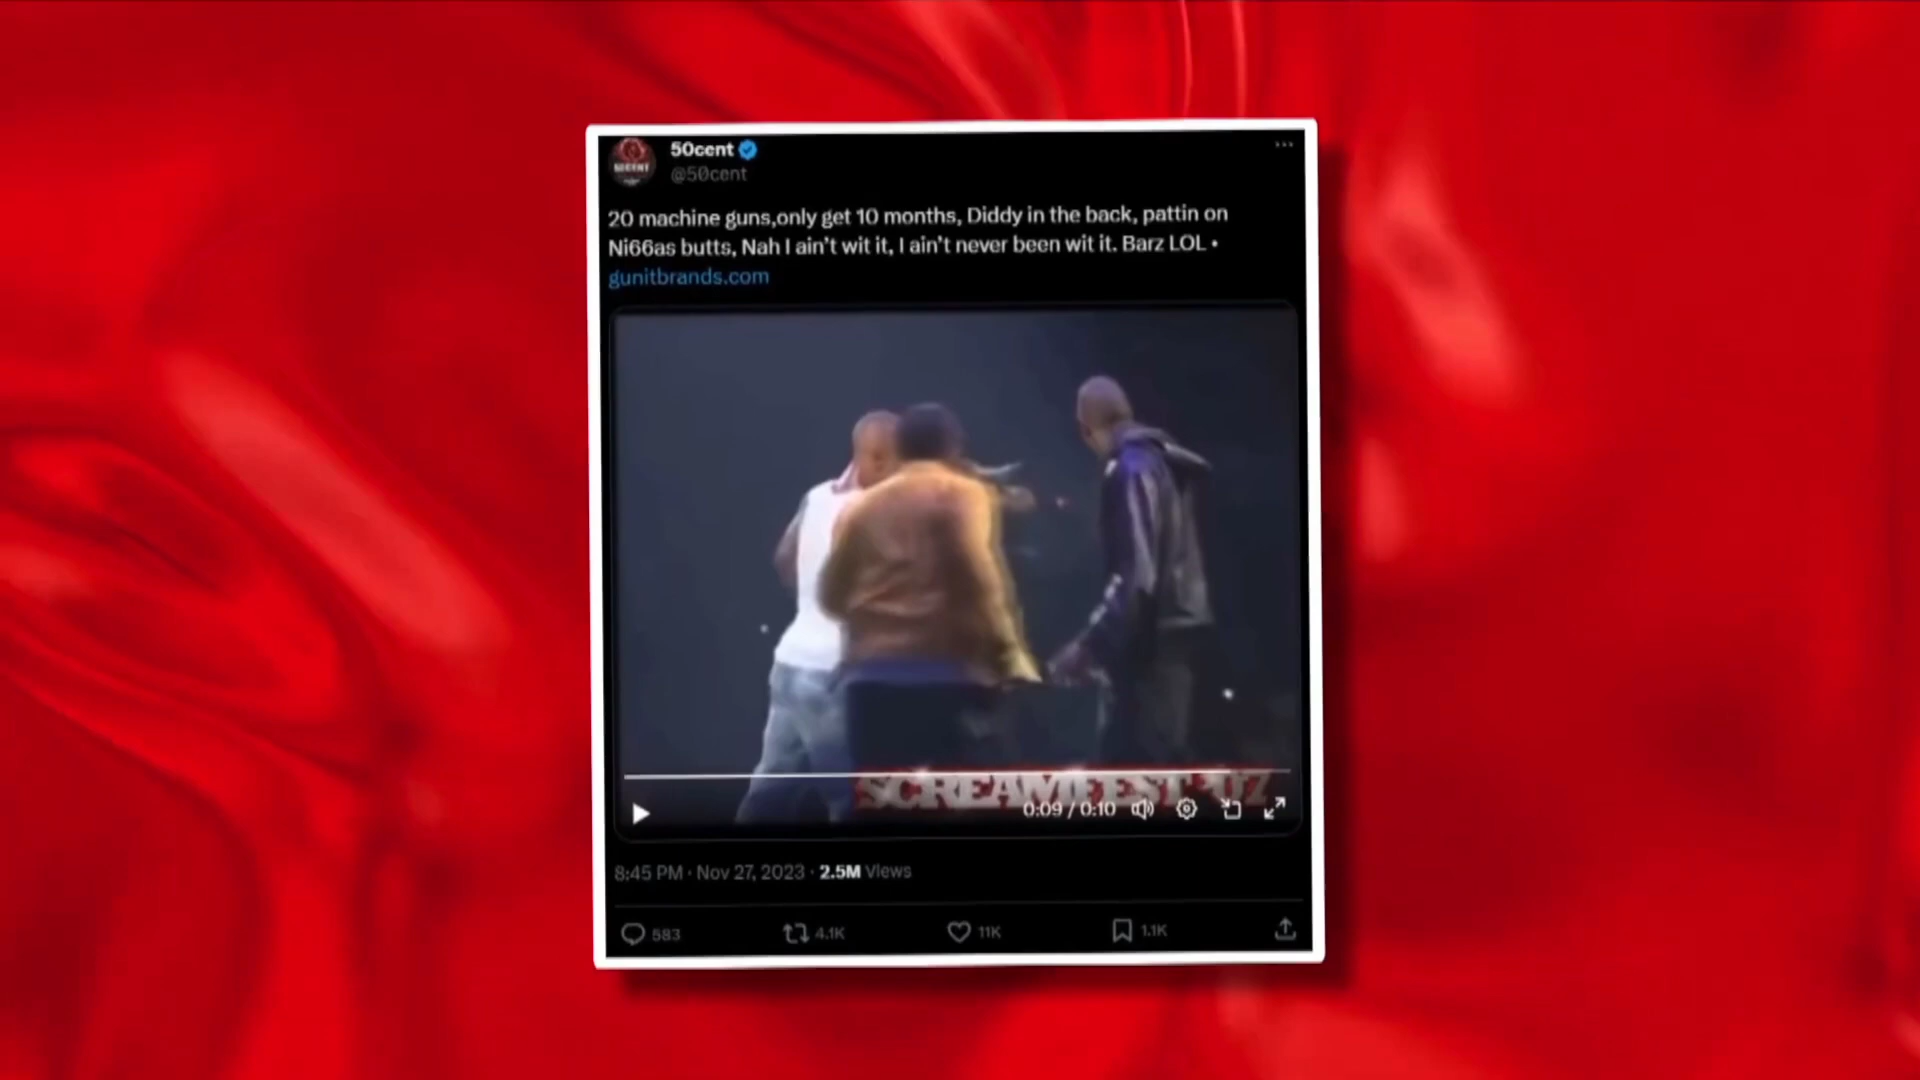 50cent
@50cent
20 machine guns,only get 10 months, Diddy in the back, pattin on
Ni66as butts, Nah I ain't wit it, I ain't never been wit it. Barz LOL •
gunitbrands.com
SCREAMFEST '07
0:09 / 0:10
8:45 PM · Nov 27, 2023 · 2.5M Views
583 4.1K 11K 1.1K